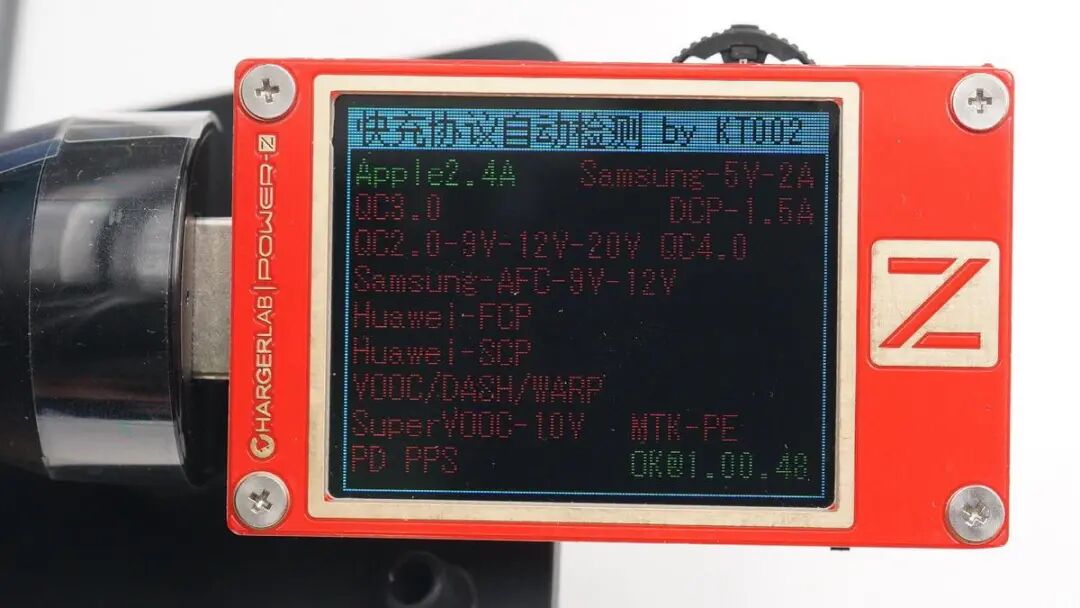 快充协议自动检测 by KT002
Apple2.4A Samsung-5V-2A
QC3.0 DCP-1.5A
QC2.0-9V-12V-20V QC4.0
Samsung-AFC-9V-12V
Huawei-FCP
Huawei-SCP
VOOC/DASH/WARP
SuperVOOC-10V MTK-PE
PD PPS OK@1.00.48
CHARGERLAB | POWER-Z
Z